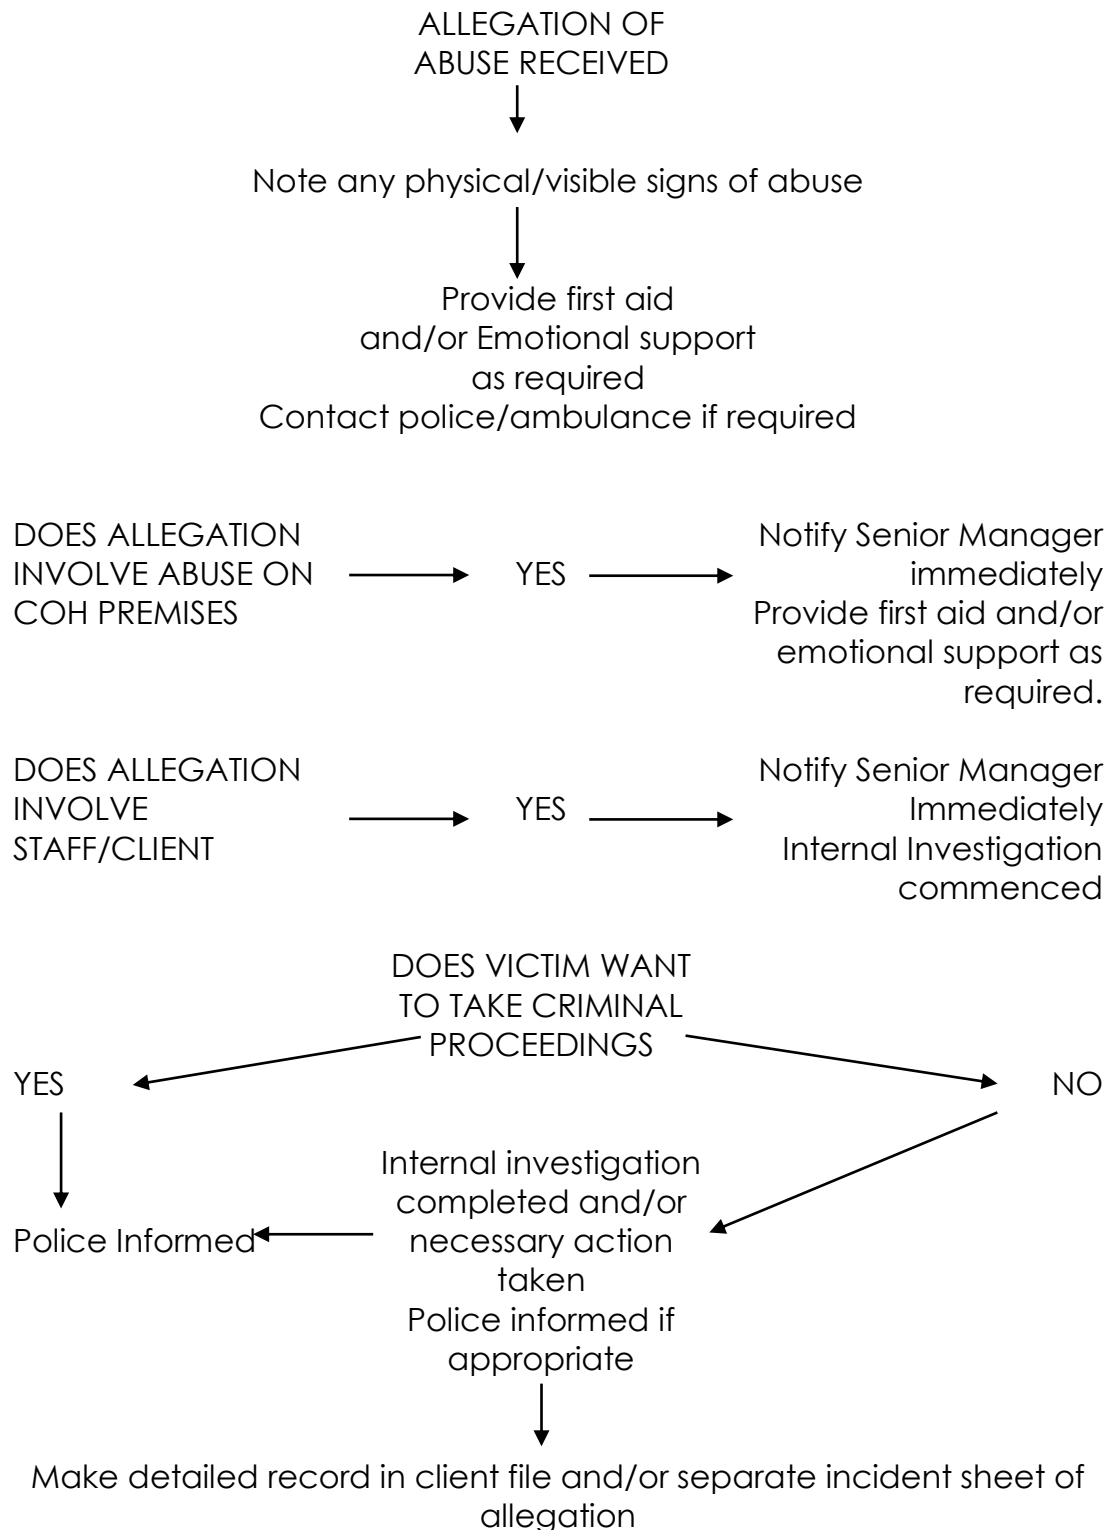 ALLEGATION OF
ABUSE RECEIVED
Note any physical/visible signs of abuse
Provide first aid
and/or Emotional support
as required
Contact police/ambulance if required
DOES ALLEGATION
INVOLVE ABUSE ON
COH PREMISES
YES
Notify Senior Manager
immediately
Provide first aid and/or
emotional support as
required.
DOES ALLEGATION
INVOLVE
STAFF/CLIENT
YES
Notify Senior Manager
Immediately
Internal Investigation
commenced
DOES VICTIM WANT
TO TAKE CRIMINAL
PROCEEDINGS
YES
NO
Police Informed
Internal investigation
completed and/or
necessary action
taken
Police informed if
appropriate
Make detailed record in client file and/or separate incident sheet of
allegation